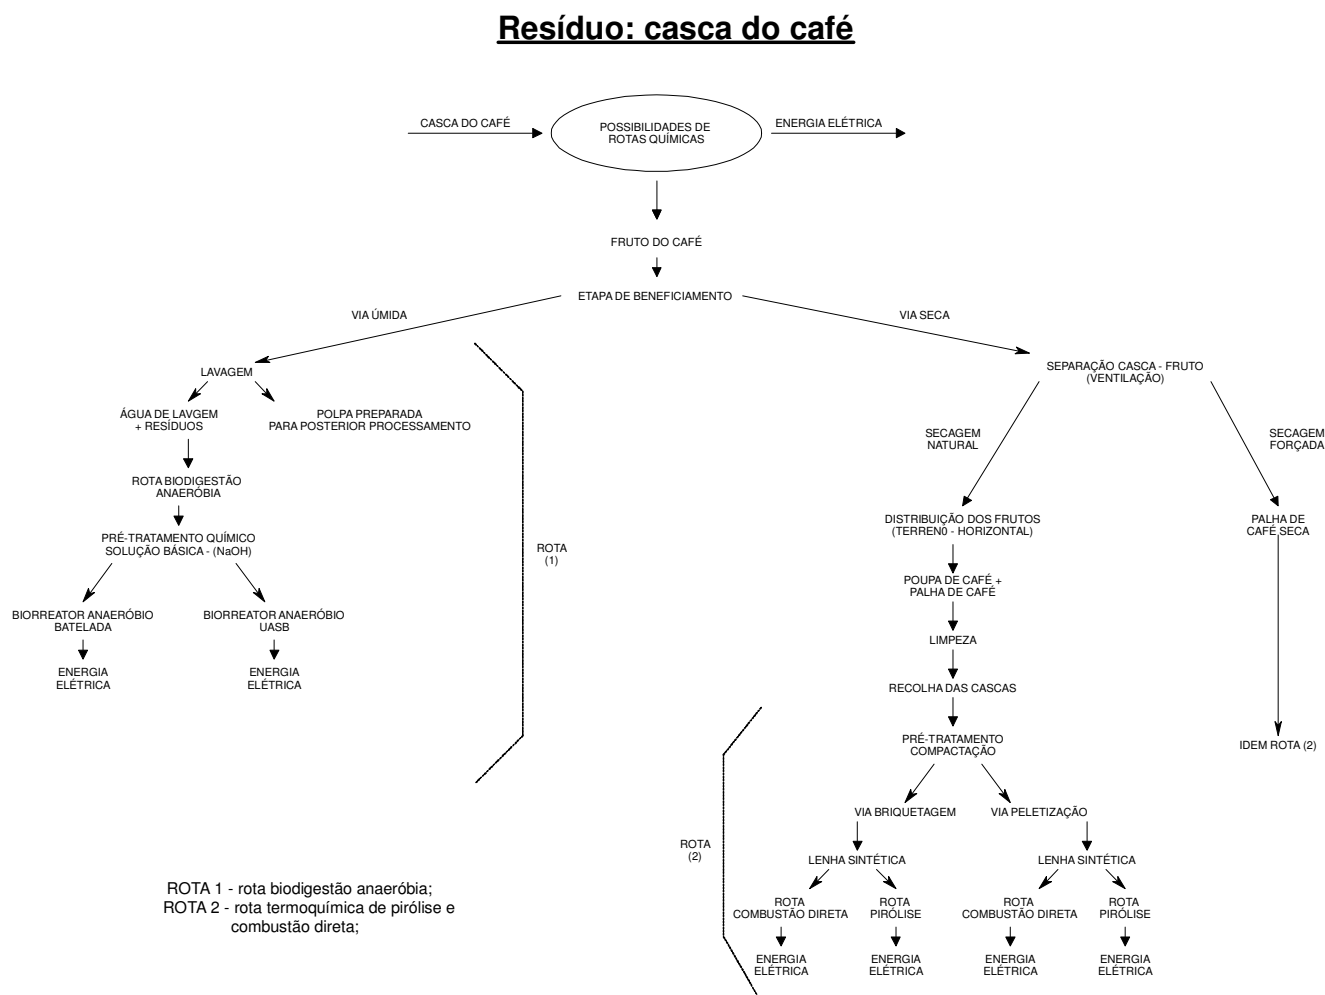 Resíduo: casca do café
CASCA DO CAFÉ
POSSIBILIDADES DE
ROTAS QUÍMICAS
ENERGIA ELÉTRICA
FRUTO DO CAFÉ
ETAPA DE BENEFICIAMENTO
VIA ÚMIDA
VIA SECA
LAVAGEM
ÁGUA DE LAVGEM
+ RESÍDUOS
POLPA PREPARADA
PARA POSTERIOR PROCESSAMENTO
ROTA BIODIGESTÃO
ANAERÓBIA
PRÉ-TRATAMENTO QUÍMICO
SOLUÇÃO BÁSICA - (NaOH)
BIORREATOR ANAERÓBIO
BATELADA
BIORREATOR ANAERÓBIO
UASB
ENERGIA
ELÉTRICA
ENERGIA
ELÉTRICA
ROTA
(1)
SEPARAÇÃO CASCA - FRUTO
(VENTILAÇÃO)
SECAGEM
NATURAL
SECAGEM
FORÇADA
DISTRIBUIÇÃO DOS FRUTOS
(TERREN0 - HORIZONTAL)
PALHA DE
CAFÉ SECA
POUPA DE CAFÉ +
PALHA DE CAFÉ
LIMPEZA
RECOLHA DAS CASCAS
PRÉ-TRATAMENTO
COMPACTAÇÃO
IDEM ROTA (2)
VIA BRIQUETAGEM
VIA PELETIZAÇÃO
ROTA
(2)
LENHA SINTÉTICA
LENHA SINTÉTICA
ROTA
COMBUSTÃO DIRETA
ROTA
PIRÓLISE
ROTA
COMBUSTÃO DIRETA
ROTA
PIRÓLISE
ENERGIA
ELÉTRICA
ENERGIA
ELÉTRICA
ENERGIA
ELÉTRICA
ENERGIA
ELÉTRICA
ROTA 1 - rota biodigestão anaeróbia;
ROTA 2 - rota termoquímica de pirólise e
combustão direta;